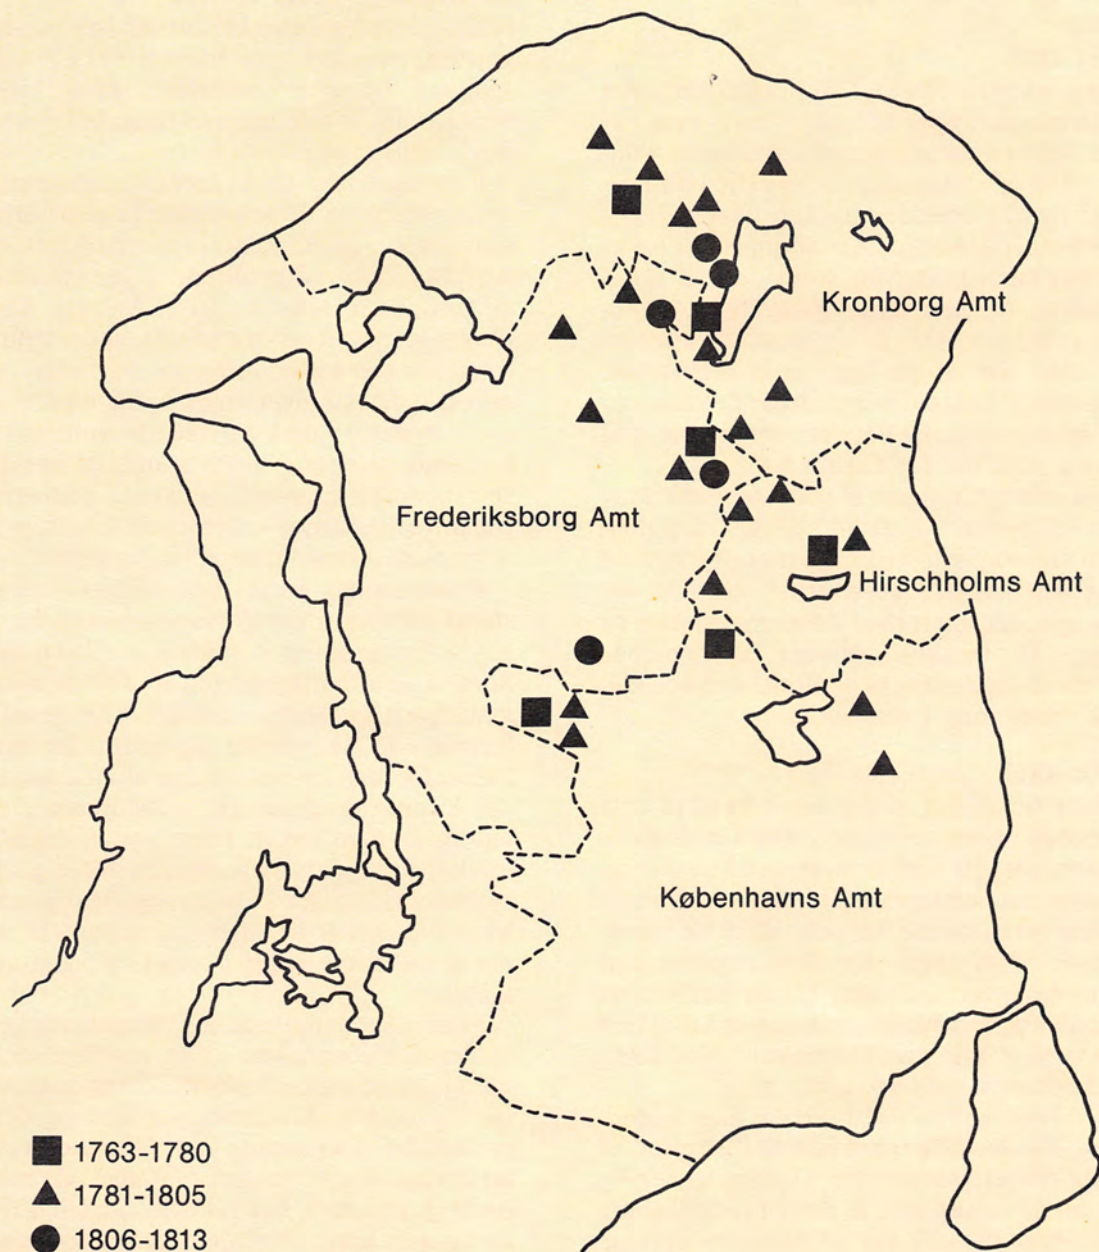 Kronborg Amt
Frederiksborg Amt
Hirschholms Amt
Københavns Amt
1763-1780
1781-1805
1806-1813